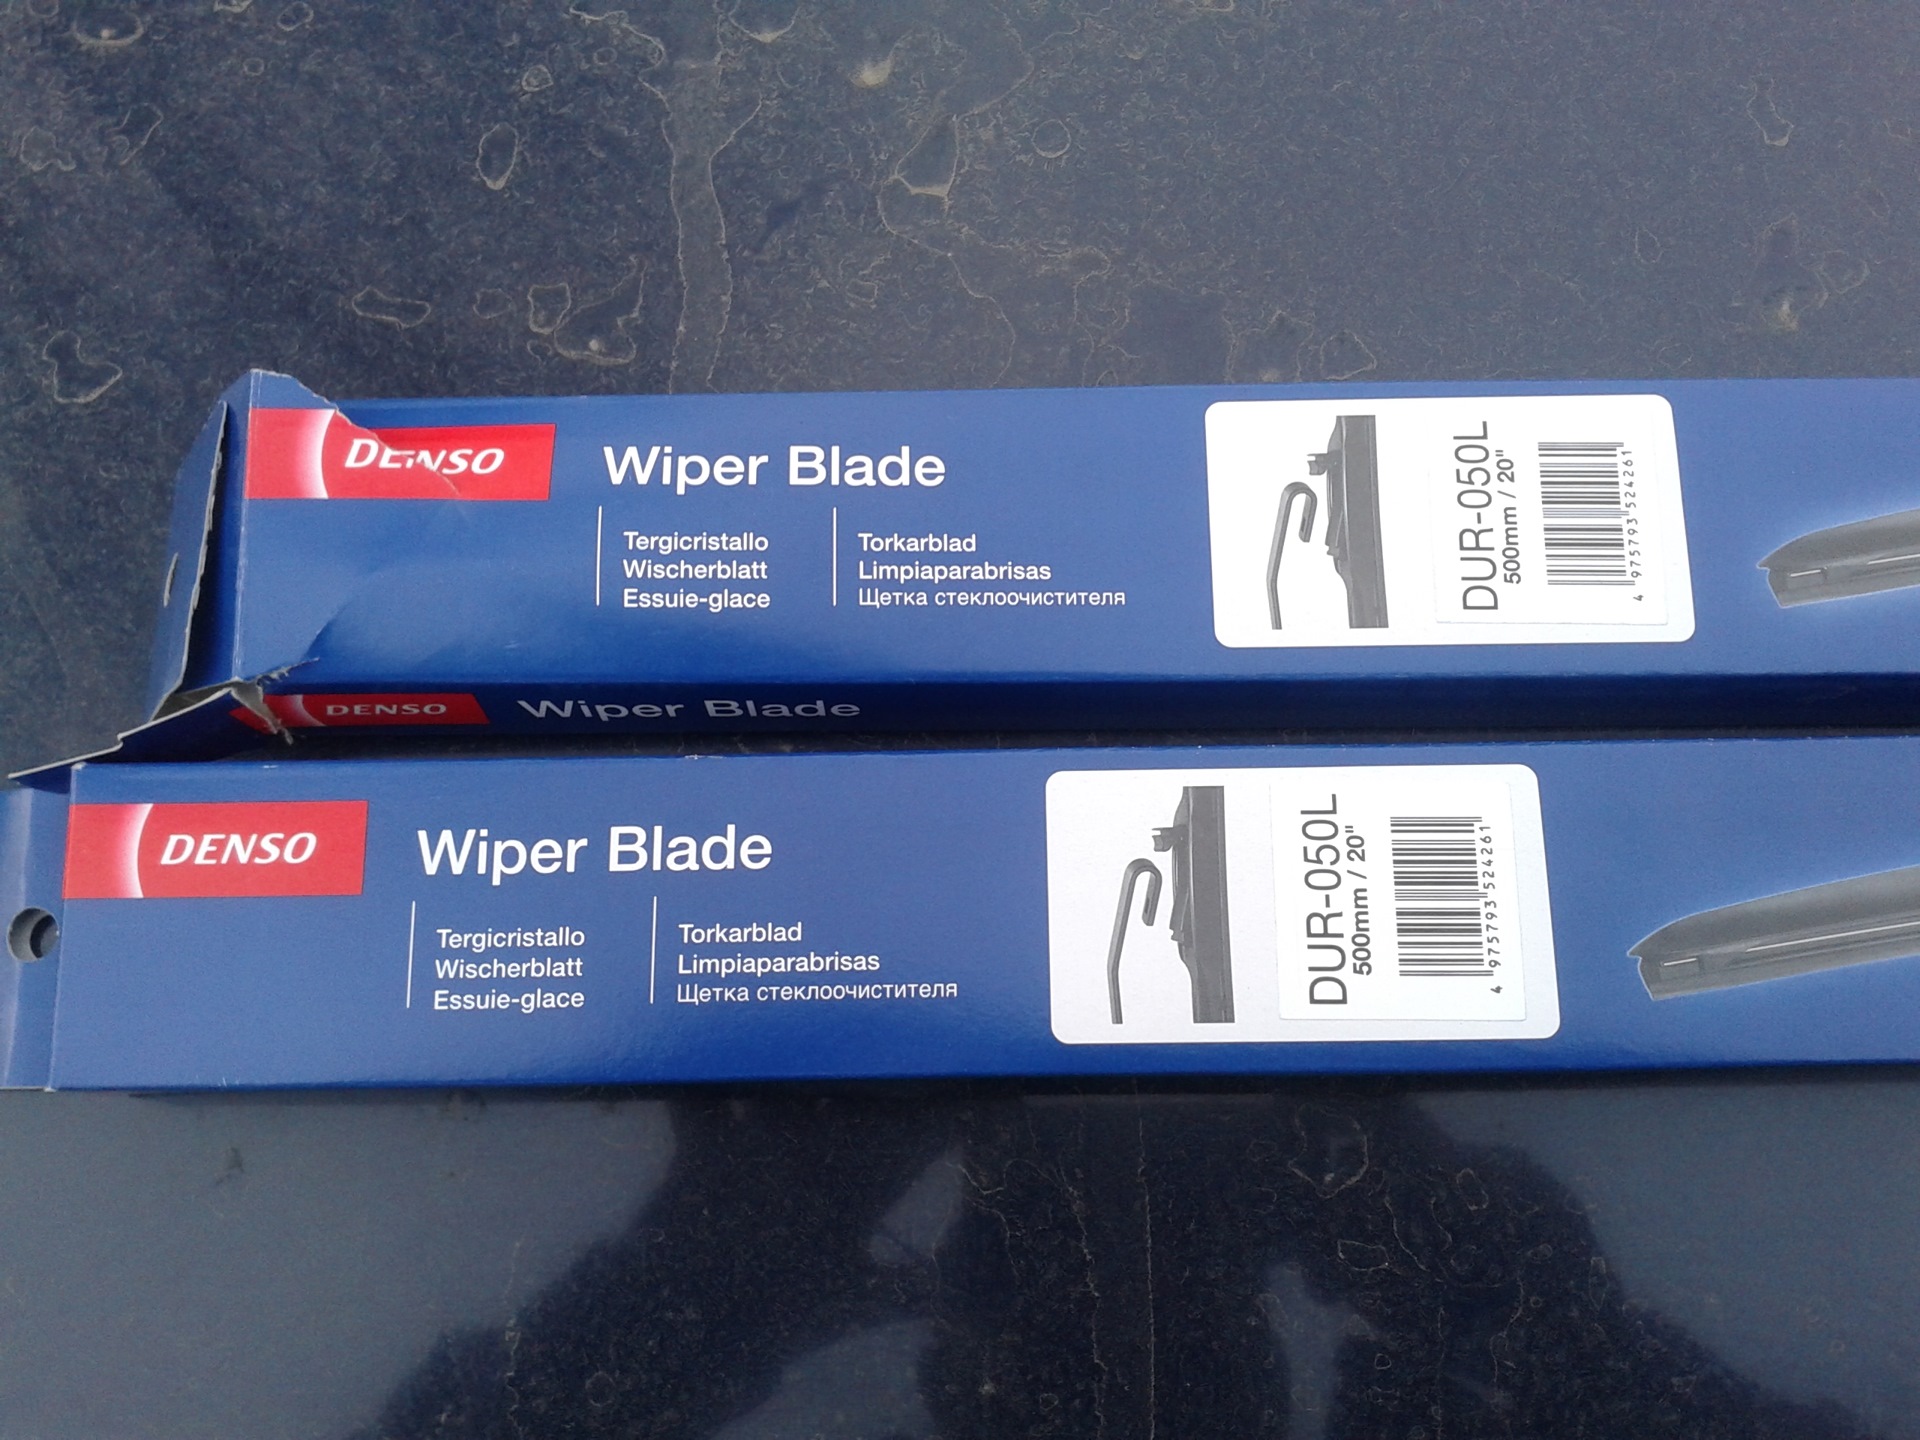 DENSO
Wiper Blade
Tergicristallo
Wischerblatt
Essuie-glace
Torkarblad
Limpiaparabrisas
Щетка стеклоочистителя
DUR-050L
500mm / 20"
4 975793 524261
DENSO
Wiper Blade
DENSO
Wiper Blade
Tergicristallo
Wischerblatt
Essuie-glace
Torkarblad
Limpiaparabrisas
Щетка стеклоочистителя
DUR-050L
500mm / 20"
4 975793 524261